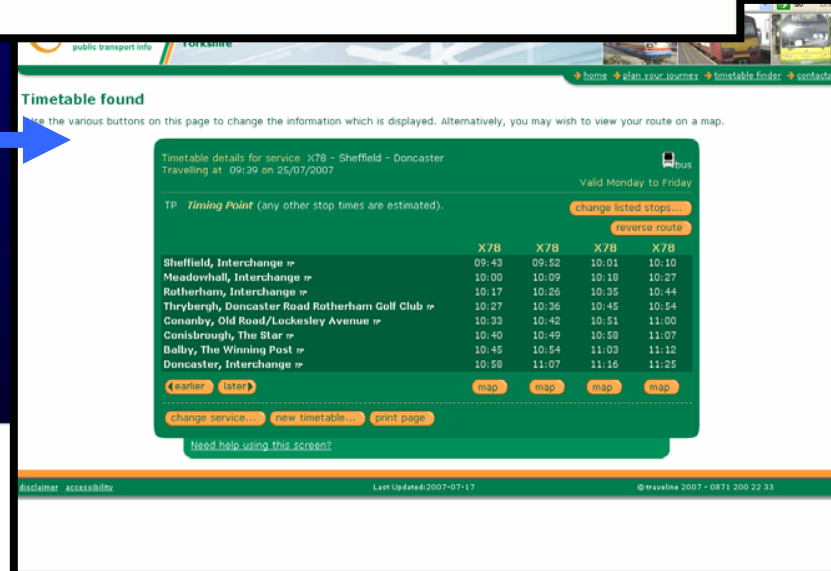 Go
public transport info
Yorkshire
home plan your journey timetable finder contacts
Timetable found
Use the various buttons on this page to change the information which is displayed. Alternatively, you may wish to view your route on a map.
Timetable details for service X78 - Sheffield - Doncaster
Travelling at 09:39 on 25/07/2007
bus
Valid Monday to Friday
TP Timing Point (any other stop times are estimated).
change listed stops...
reverse route
X78 X78 X78 X78
Sheffield, Interchange TP 09:43 09:52 10:01 10:10
Meadowhall, Interchange TP 10:00 10:09 10:18 10:27
Rotherham, Interchange TP 10:17 10:26 10:35 10:44
Thrybergh, Doncaster Road Rotherham Golf Club TP 10:27 10:36 10:45 10:54
Conanby, Old Road/Lockesley Avenue TP 10:33 10:42 10:51 11:00
Conisbrough, The Star TP 10:40 10:49 10:58 11:07
Balby, The Winning Post TP 10:45 10:54 11:03 11:12
Doncaster, Interchange TP 10:58 11:07 11:16 11:25
earlier later map map map map
change service... new timetable... print page
Need help using this screen?
disclaimer accessibility Last Updated:2007-07-17 © traveline 2007 - 0871 200 22 33